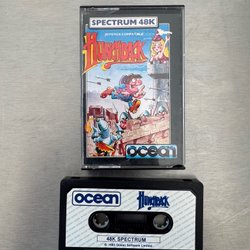 SPECTRUM 48K
JOYSTICK COMPATIBLE
HUNCHBACK
ocean
ocean HUNCHBACK
48K SPECTRUM